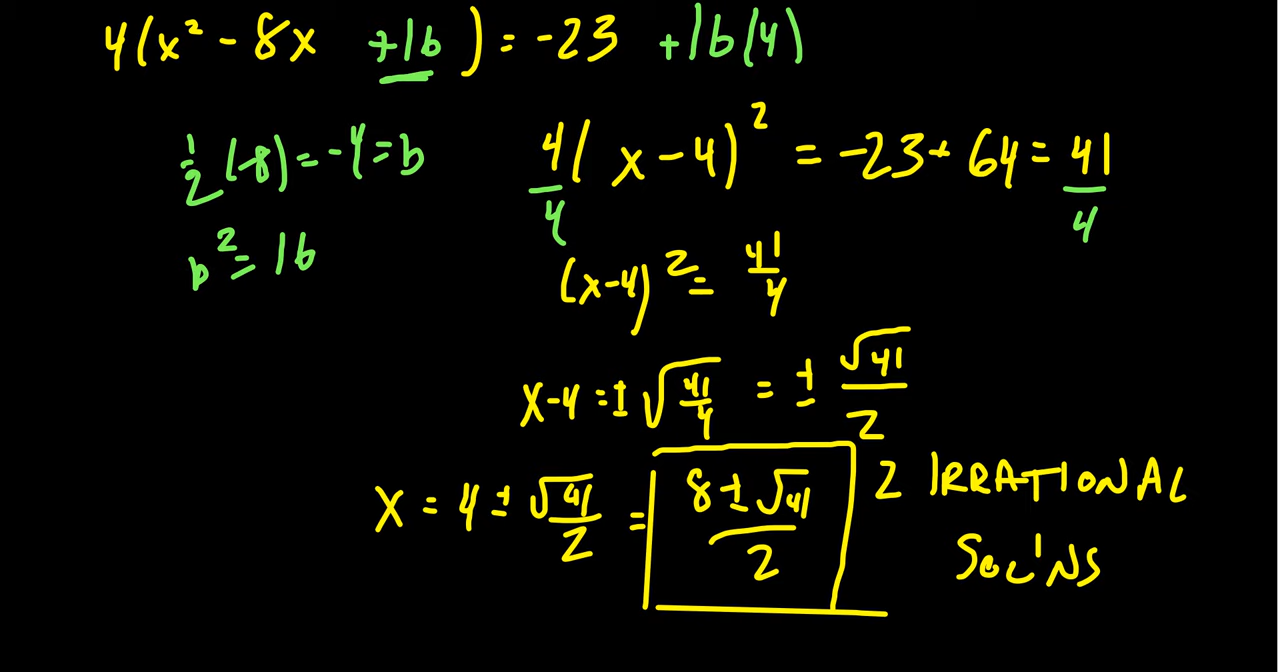 4(x² - 8x +16) = -23 +16(4)
½(-8) = -4 = b
4(x - 4)² / 4 = -23 + 64 = 41/4
b² = 16
(x-4)² = 41/4
x-4 = ± √(41/4) = ± √41/2
x = 4 ± √41/2 = (8 ± √41)/2 2 IRRATIONAL
SOL'NS